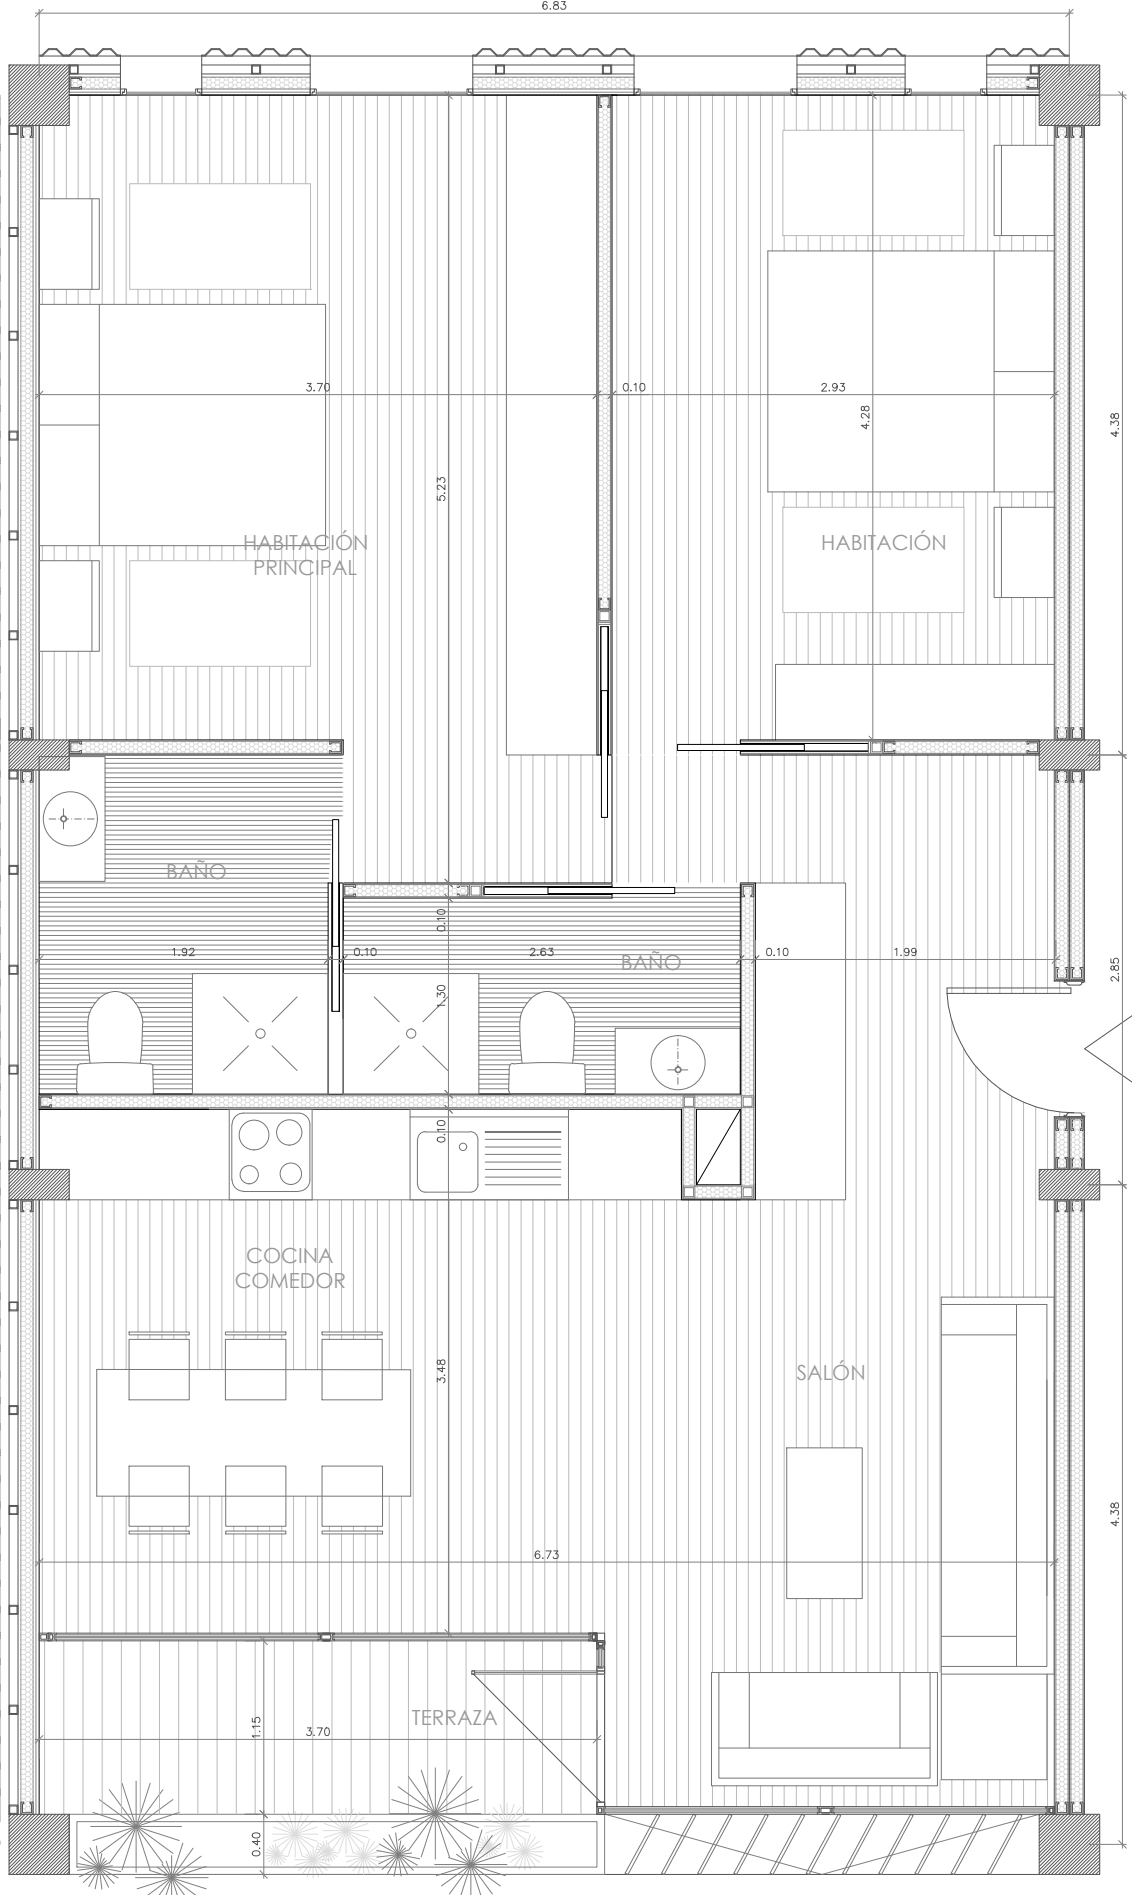 6.83
3.70
0.10
2.93
4.28
4.38
5.23
HABITACIÓN
PRINCIPAL
HABITACIÓN
BAÑO
0.10
1.92
0.10
2.63
BAÑO
0.10
1.99
2.85
1.30
0.10
COCINA
COMEDOR
3.48
SALÓN
4.38
6.73
TERRAZA
1.15
3.70
0.40